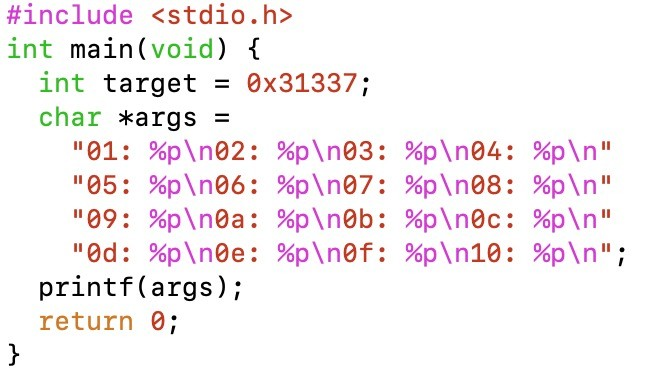 #include <stdio.h>
int main(void) {
  int target = 0x31337;
  char *args =
    "01: %p\n02: %p\n03: %p\n04: %p\n"
    "05: %p\n06: %p\n07: %p\n08: %p\n"
    "09: %p\n0a: %p\n0b: %p\n0c: %p\n"
    "0d: %p\n0e: %p\n0f: %p\n10: %p\n";
  printf(args);
  return 0;
}